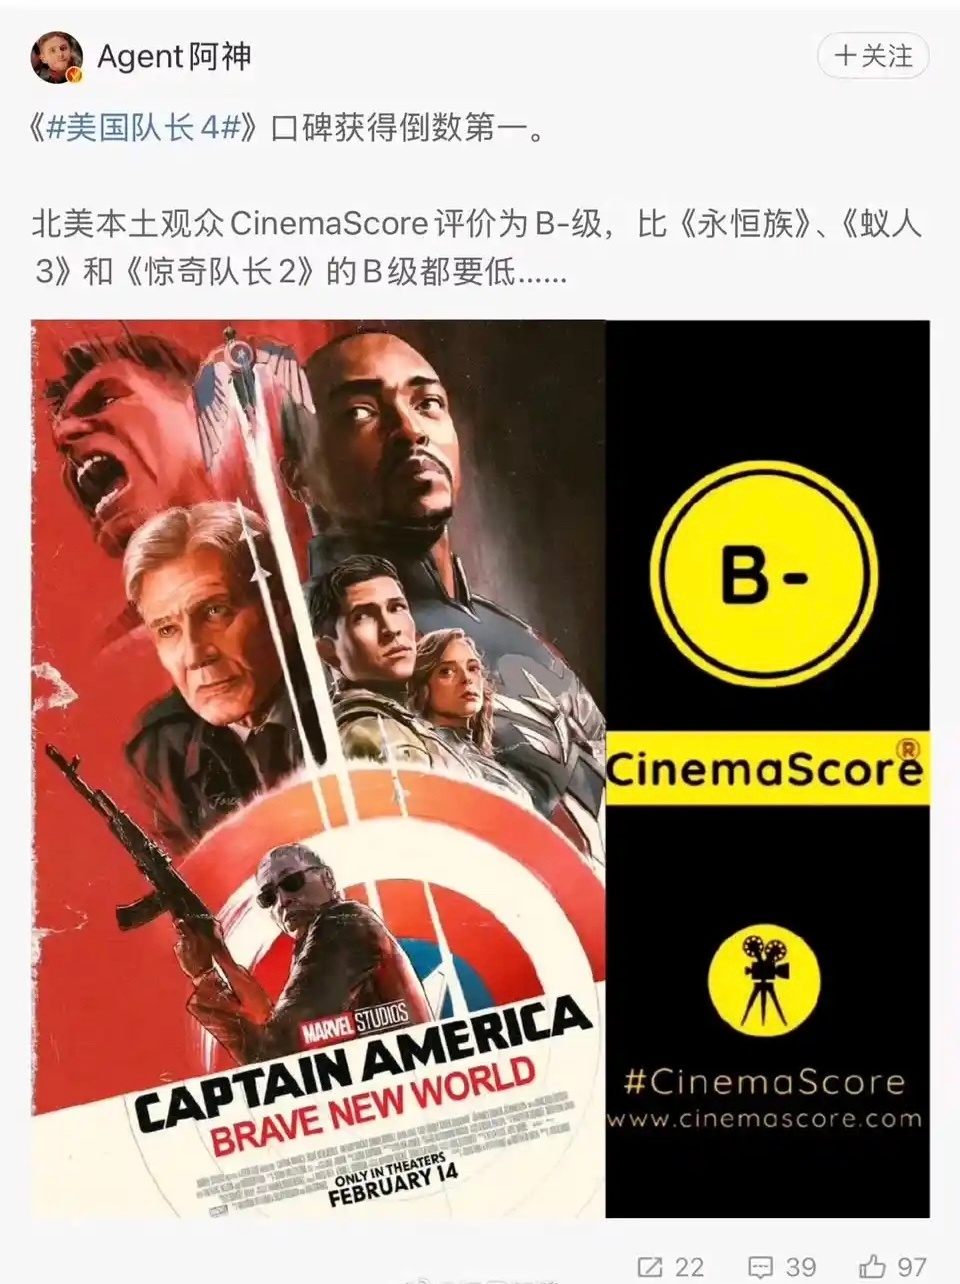 Agent阿神
+关注
《#美国队长4#》口碑获得倒数第一。
北美本土观众CinemaScore评价为B-级，比《永恒族》、《蚁人
3》和《惊奇队长2》的B级都要低......
B-
CinemaScore®
MARVEL STUDIOS
CAPTAIN AMERICA
BRAVE NEW WORLD
ONLY IN THEATERS
FEBRUARY 14
#CinemaScore
www.cinemascore.com
22 39 97